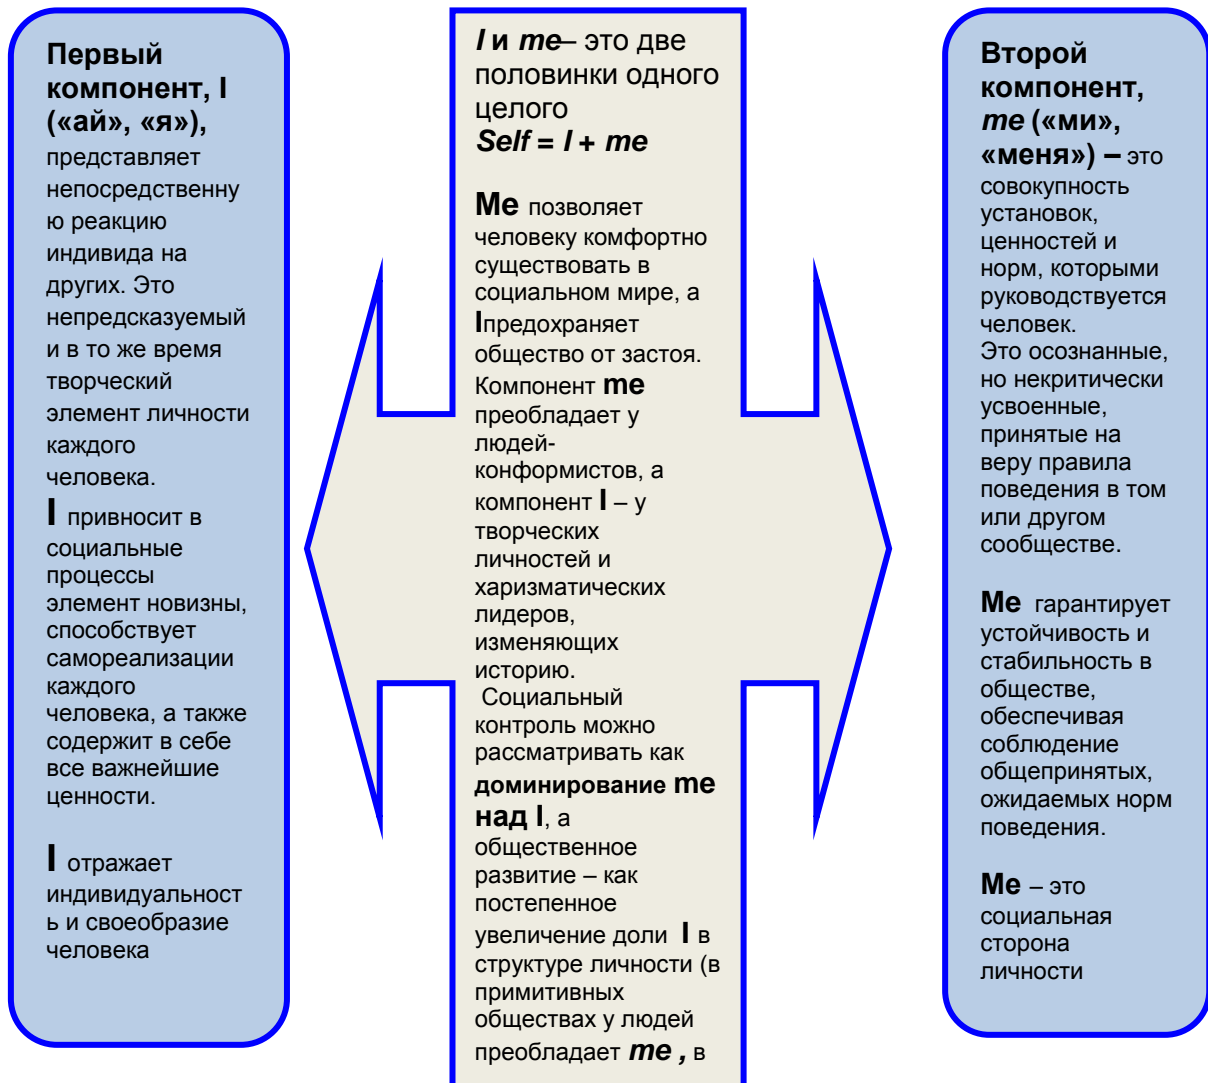 Первый
компонент, I
(«ай», «я»),
представляет
непосредственну
ю реакцию
индивида на
других. Это
непредсказуемый
и в то же время
творческий
элемент личности
каждого
человека.
I привносит в
социальные
процессы
элемент новизны,
способствует
самореализации
каждого
человека, а также
содержит в себе
все важнейшие
ценности.
I отражает
индивидуальност
ь и своеобразие
человека
I и me– это две
половинки одного
целого
Self = I + me
Me позволяет
человеку комфортно
существовать в
социальном мире, а
Iпредохраняет
общество от застоя.
Компонент me
преобладает у
людей-
конформистов, а
компонент I – у
творческих
личностей и
харизматических
лидеров,
изменяющих
историю.
Социальный
контроль можно
рассматривать как
доминирование me
над I, а
общественное
развитие – как
постепенное
увеличение доли I в
структуре личности (в
примитивных
обществах у людей
преобладает me , в
Второй
компонент,
me («ми»,
«меня») – это
совокупность
установок,
ценностей и
норм, которыми
руководствуется
человек.
Это осознанные,
но некритически
усвоенные,
принятые на
веру правила
поведения в том
или другом
сообществе.
Me гарантирует
устойчивость и
стабильность в
обществе,
обеспечивая
соблюдение
общепринятых,
ожидаемых норм
поведения.
Me – это
социальная
сторона
личности